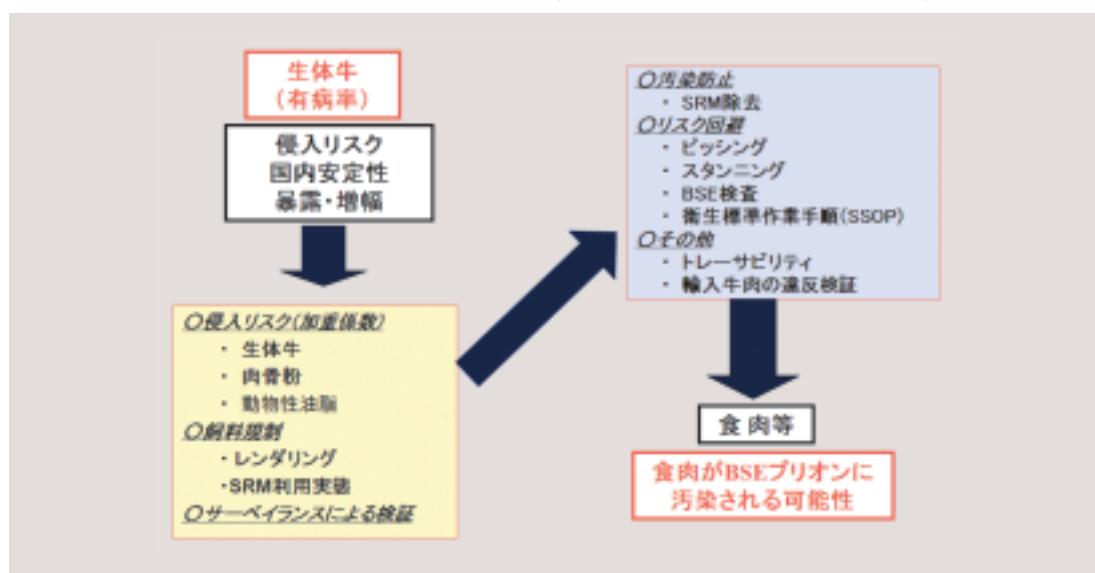 生体牛
（有病率）
侵入リスク
国内安定性
暴露・増幅
〇侵入リスク(加重係数)
・ 生体牛
・ 肉骨粉
・ 動物性油脂
〇飼料規制
・レンダリング
・SRM利用実態
〇サーベイランスによる検証
〇汚染防止
・ SRM除去
〇リスク回避
・ ピッシング
・ スタンニング
・ BSE検査
・ 衛生標準作業手順(SSOP)
〇その他
・ トレーサビリティ
・ 輸入牛肉の違反検証
食肉等
食肉がBSEプリオンに
汚染される可能性